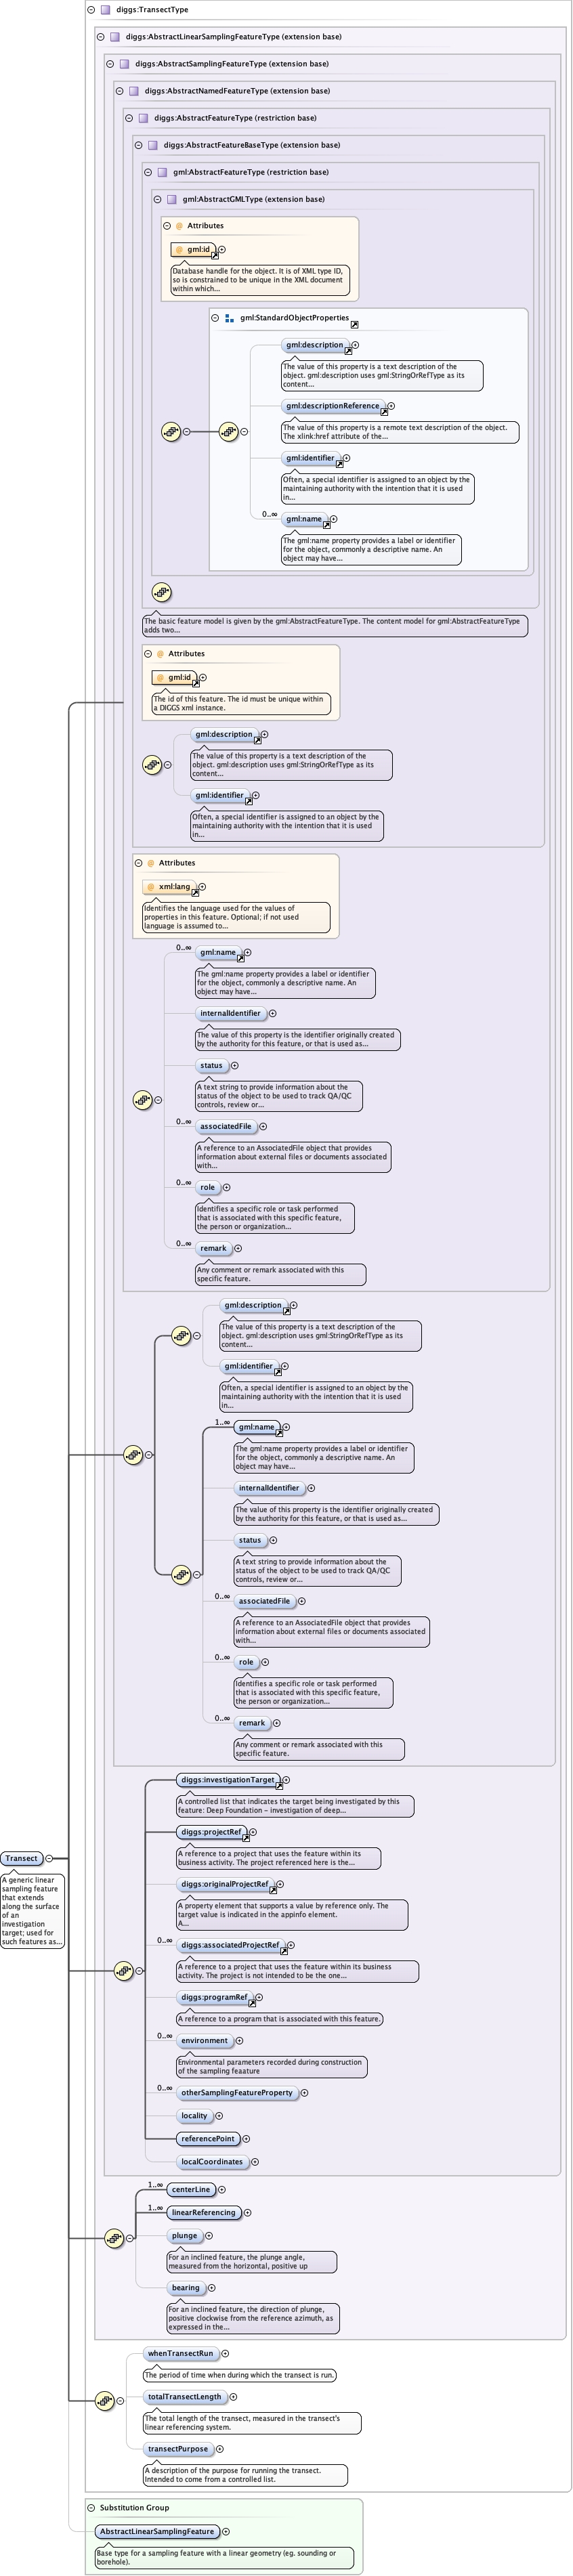 diggs:TransectType
diggs:AbstractLinearSamplingFeatureType (extension base)
diggs:AbstractSamplingFeatureType (extension base)
diggs:AbstractNamedFeatureType (extension base)
diggs:AbstractFeatureType (restriction base)
diggs:AbstractFeatureBaseType (extension base)
gml:AbstractFeatureType (restriction base)
gml:AbstractGMLType (extension base)
@ Attributes
@ gml:id
Database handle for the object. It is of XML type ID,
so is constrained to be unique in the XML document
within which...
gml:StandardObjectProperties
gml:description
The value of this property is a text description of the
object. gml:description uses gml:StringOrRefType as its
content...
gml:descriptionReference
The value of this property is a remote text description of the object.
The xlink:href attribute of the...
gml:identifier
Often, a special identifier is assigned to an object by the
maintaining authority with the intention that it is used
in...
0..∞
gml:name
The gml:name property provides a label or identifier
for the object, commonly a descriptive name. An
object may have...
The basic feature model is given by the gml:AbstractFeatureType. The content model for gml:AbstractFeatureType
adds two...
@ Attributes
@ gml:id
The id of this feature. The id must be unique within
a DIGGS xml instance.
gml:description
The value of this property is a text description of the
object. gml:description uses gml:StringOrRefType as its
content...
gml:identifier
Often, a special identifier is assigned to an object by the
maintaining authority with the intention that it is used
in...
@ Attributes
@ xml:lang
Identifies the language used for the values of
properties in this feature. Optional; if not used
language is assumed to...
0..∞
gml:name
The gml:name property provides a label or identifier
for the object, commonly a descriptive name. An
object may have...
internalIdentifier
The value of this property is the identifier originally created
by the authority for this feature, or that is used as...
status
A text string to provide information about the
status of the object to be used to track QA/QC
controls, review or...
0..∞
associatedFile
A reference to an AssociatedFile object that provides
information about external files or documents associated
with...
0..∞
role
Identifies a specific role or task performed
that is associated with this specific feature,
the person or organization...
0..∞
remark
Any comment or remark associated with this
specific feature.
gml:description
The value of this property is a text description of the
object. gml:description uses gml:StringOrRefType as its
content...
gml:identifier
Often, a special identifier is assigned to an object by the
maintaining authority with the intention that it is used
in...
1..∞
gml:name
The gml:name property provides a label or identifier
for the object, commonly a descriptive name. An
object may have...
internalIdentifier
The value of this property is the identifier originally created
by the authority for this feature, or that is used as...
status
A text string to provide information about the
status of the object to be used to track QA/QC
controls, review or...
0..∞
associatedFile
A reference to an AssociatedFile object that provides
information about external files or documents associated
with...
0..∞
role
Identifies a specific role or task performed
that is associated with this specific feature,
the person or organization...
0..∞
remark
Any comment or remark associated with this
specific feature.
diggs:investigationTarget
A controlled list that indicates the target being investigated by this
feature: Deep Foundation - investigation of deep...
diggs:projectRef
A reference to a project that uses the feature within its
business activity. The project referenced here is the...
diggs:originalProjectRef
A property element that supports a value by reference only. The
target value is indicated in the appinfo element.
A...
0..∞
diggs:associatedProjectRef
A reference to a project that uses the feature within its business
activity. The project is not intended to be the one...
diggs:programRef
A reference to a program that is associated with this feature.
0..∞
environment
Environmental parameters recorded during construction
of the sampling feaature
0..∞
otherSamplingFeatureProperty
locality
referencePoint
localCoordinates
Transect
A generic linear
sampling feature
that extends
along the surface
of an
investigation
target; used for
such features as...
1..∞
centerLine
1..∞
linearReferencing
plunge
For an inclined feature, the plunge angle,
measured from the horizontal, positive up
bearing
For an inclined feature, the direction of plunge,
positive clockwise from the reference azimuth, as
expressed in the...
whenTransectRun
The period of time when during which the transect is run.
totalTransectLength
The total length of the transect, measured in the transect's
linear referencing system.
transectPurpose
A description of the purpose for running the transect.
Intended to come from a controlled list.
Substitution Group
AbstractLinearSamplingFeature
Base type for a sampling feature with a linear geometry (eg. sounding or
borehole).